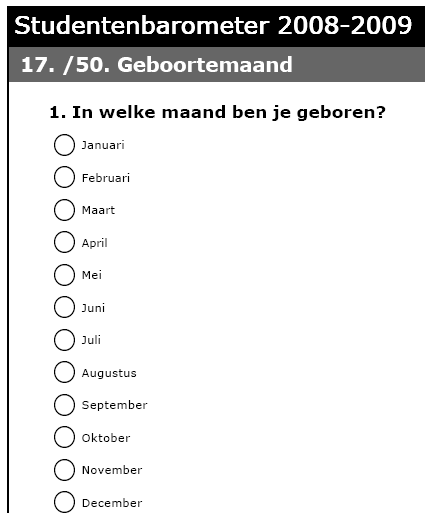 Studentenbarometer 2008-2009
17. /50. Geboortemaand
1. In welke maand ben je geboren?
Januari
Februari
Maart
April
Mei
Juni
Juli
Augustus
September
Oktober
November
December